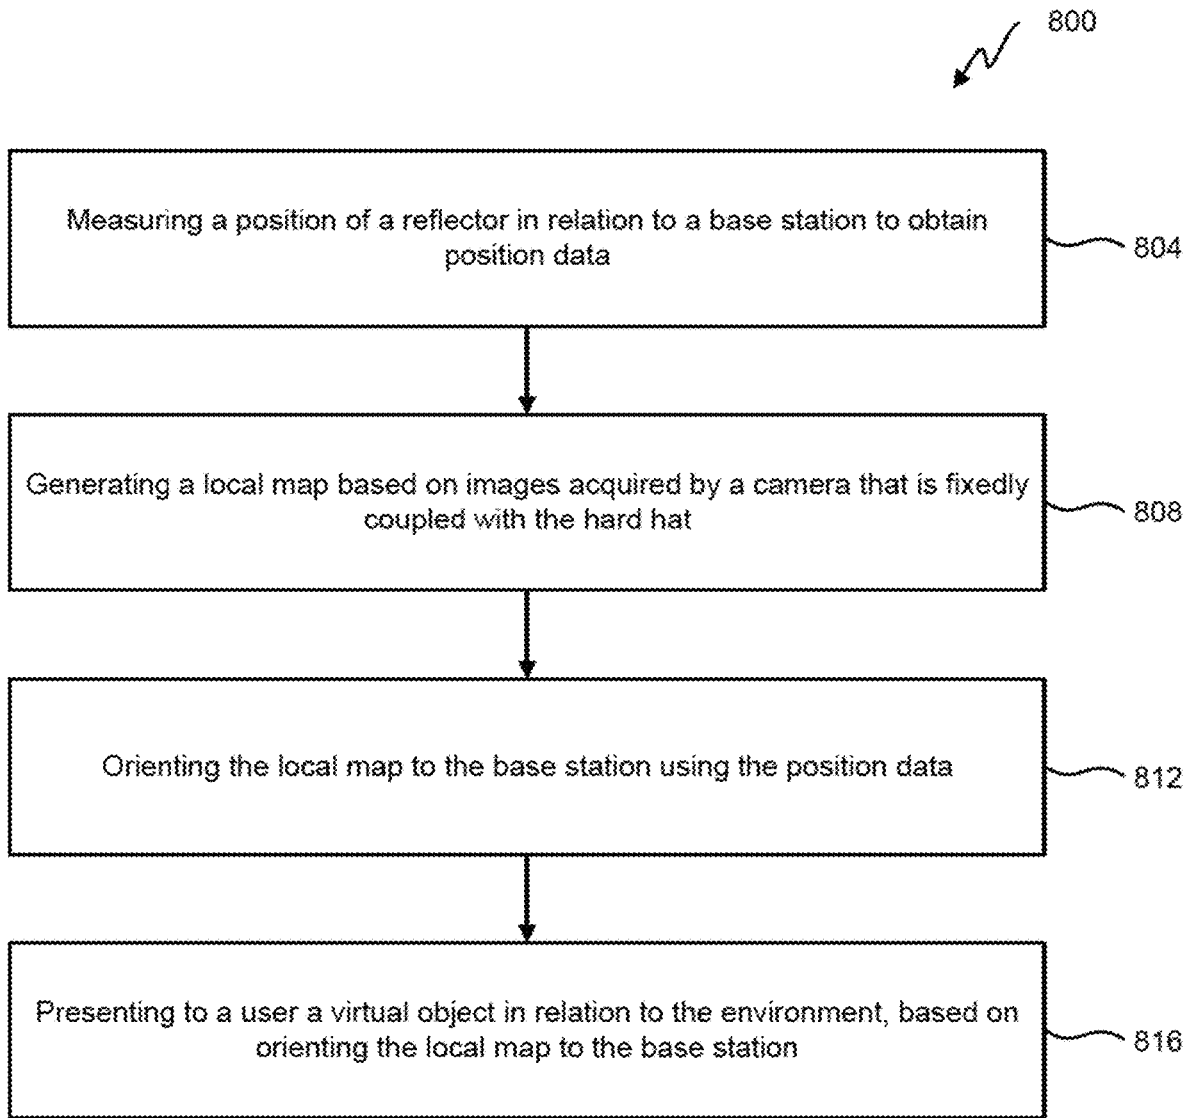 800
Measuring a position of a reflector in relation to a base station to obtain
position data
804
Generating a local map based on images acquired by a camera that is fixedly
coupled with the hard hat
808
Orienting the local map to the base station using the position data
812
Presenting to a user a virtual object in relation to the environment, based on
orienting the local map to the base station
816